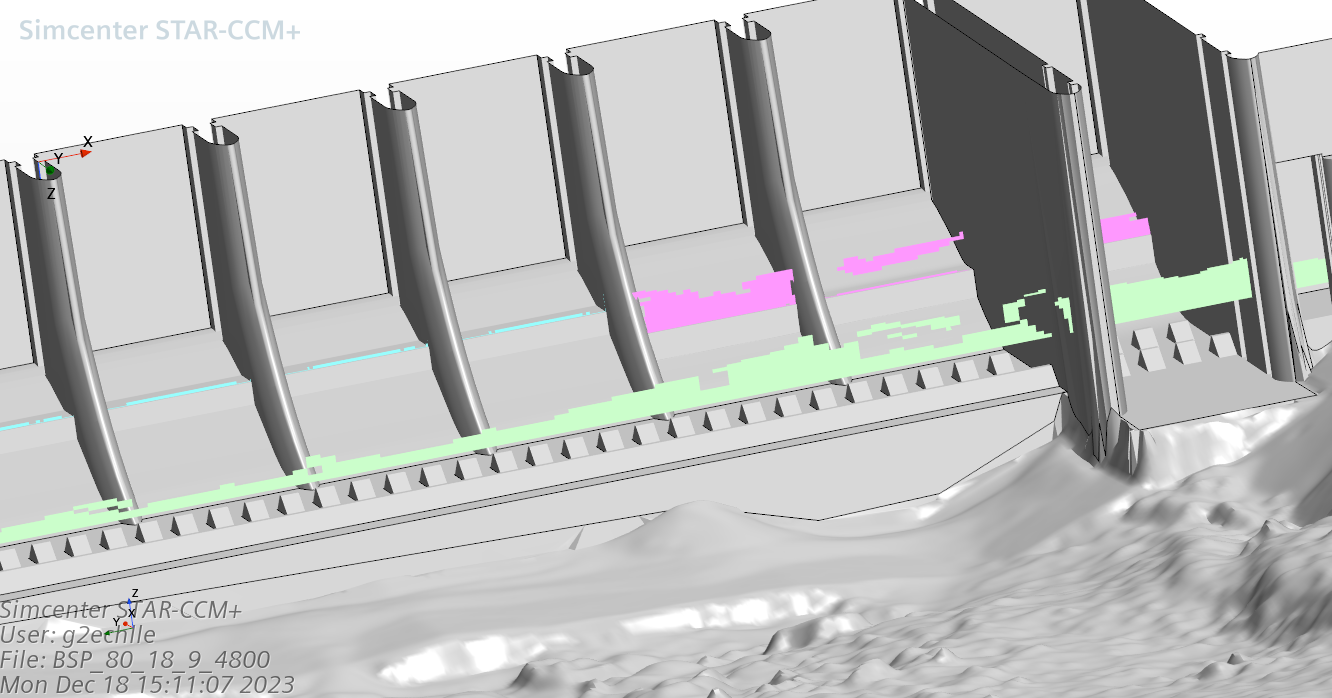 Simcenter STAR-CCM+
X
Y
Z
Z
X
Y
Simcenter STAR-CCM+
User: g2echile
File: BSP_80_18_9_4800
Mon Dec 18 15:11:07 2023